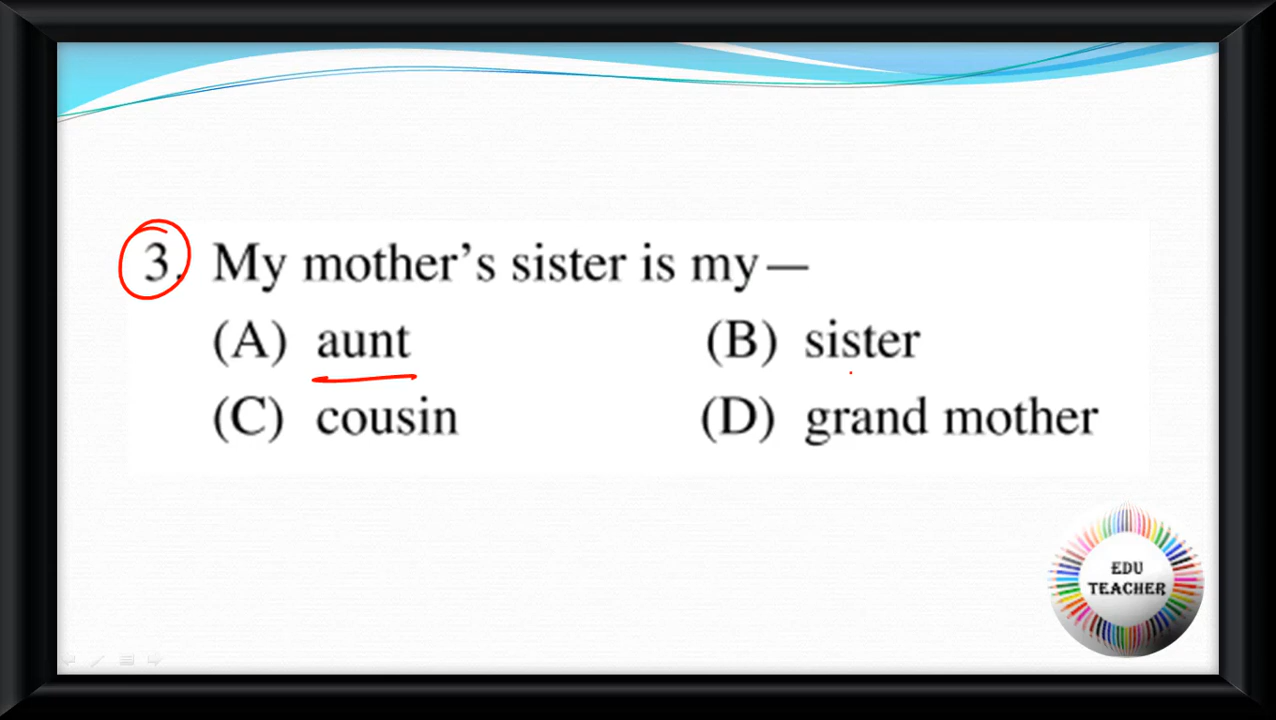 3. My mother’s sister is my—
(A) aunt (B) sister
(C) cousin (D) grand mother
EDU
TEACHER